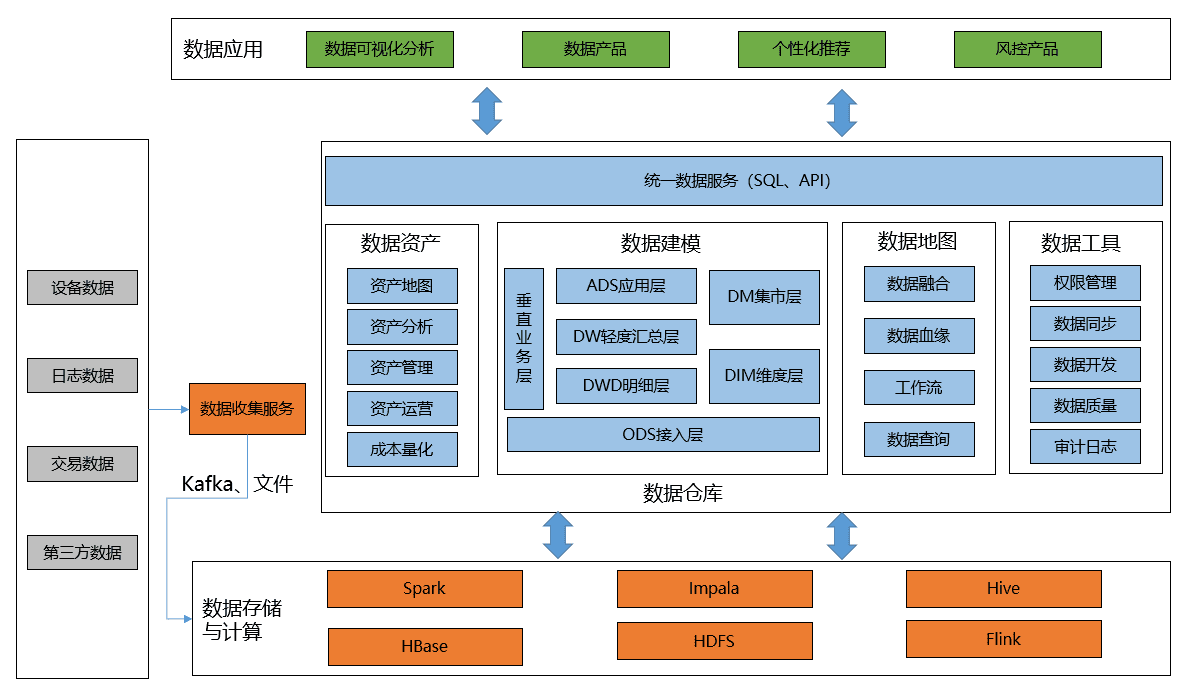 数据应用
数据可视化分析
数据产品
个性化推荐
风控产品
设备数据
日志数据
交易数据
第三方数据
数据收集服务
Kafka、文件
统一数据服务（SQL、API）
数据资产
资产地图
资产分析
资产管理
资产运营
成本量化
数据建模
垂直业务层
ADS应用层
DW轻度汇总层
DWD明细层
DM集市层
DIM维度层
ODS接入层
数据地图
数据融合
数据血缘
工作流
数据查询
数据工具
权限管理
数据同步
数据开发
数据质量
审计日志
数据仓库
数据存储
与计算
Spark
Impala
Hive
HBase
HDFS
Flink